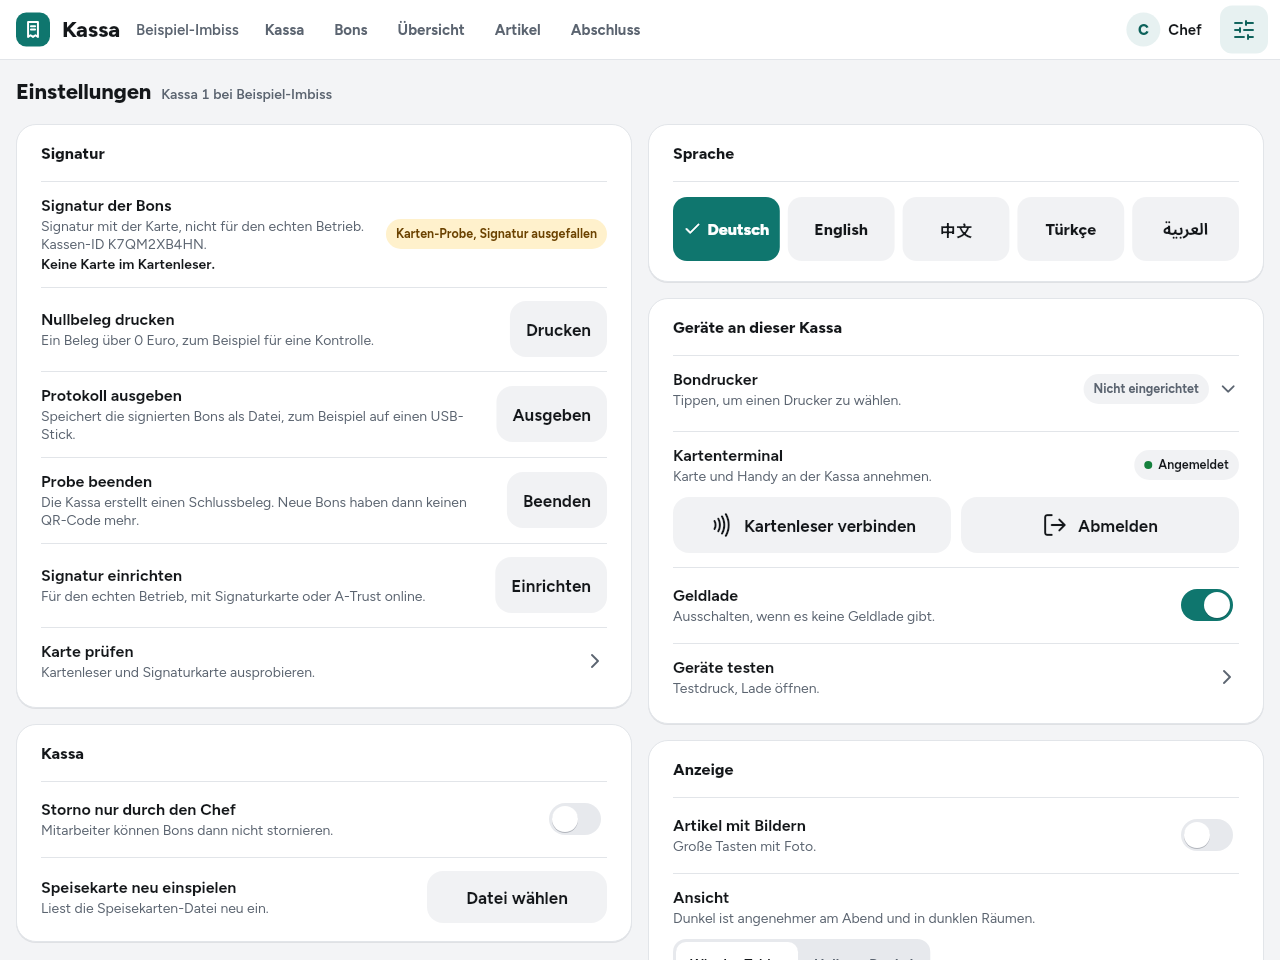 Kassa Beispiel-Imbiss Kassa Bons Übersicht Artikel Abschluss C Chef
Einstellungen Kassa 1 bei Beispiel-Imbiss
Signatur
Signatur der Bons
Signatur mit der Karte, nicht für den echten Betrieb.
Kassen-ID K7QM2XB4HN.
Keine Karte im Kartenleser.
Karten-Probe, Signatur ausgefallen
Nullbeleg drucken
Ein Beleg über 0 Euro, zum Beispiel für eine Kontrolle.
Drucken
Protokoll ausgeben
Speichert die signierten Bons als Datei, zum Beispiel auf einen USB-
Stick.
Ausgeben
Probe beenden
Die Kassa erstellt einen Schlussbeleg. Neue Bons haben dann keinen
QR-Code mehr.
Beenden
Signatur einrichten
Für den echten Betrieb, mit Signaturkarte oder A-Trust online.
Einrichten
Karte prüfen
Kartenleser und Signaturkarte ausprobieren.
Kassa
Storno nur durch den Chef
Mitarbeiter können Bons dann nicht stornieren.
Speisekarte neu einspielen
Liest die Speisekarten-Datei neu ein.
Datei wählen
Sprache
Deutsch English 中文 Türkçe العربية
Geräte an dieser Kassa
Bondrucker
Tippen, um einen Drucker zu wählen.
Nicht eingerichtet
Kartenterminal
Karte und Handy an der Kassa annehmen.
Angemeldet
Kartenleser verbinden Abmelden
Geldlade
Ausschalten, wenn es keine Geldlade gibt.
Geräte testen
Testdruck, Lade öffnen.
Anzeige
Artikel mit Bildern
Große Tasten mit Foto.
Ansicht
Dunkel ist angenehmer am Abend und in dunklen Räumen.